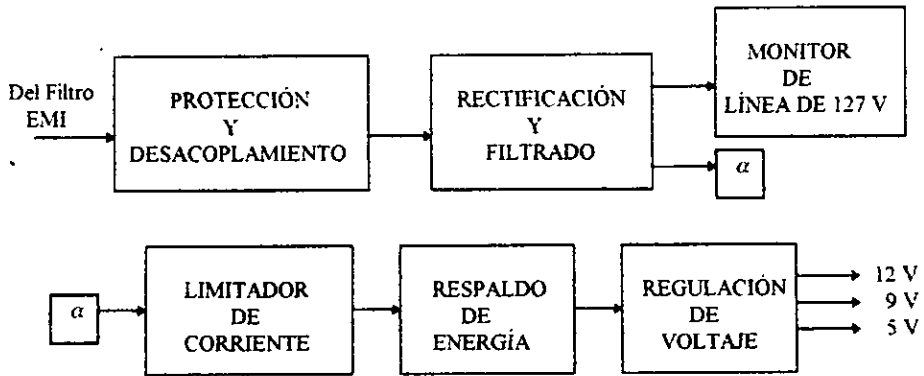 Del Filtro
EMI
PROTECCIÓN
Y
DESACOPLAMIENTO
RECTIFICACIÓN
Y
FILTRADO
MONITOR
DE
LÍNEA DE 127 V
α
α
LIMITADOR
DE
CORRIENTE
RESPALDO
DE
ENERGÍA
REGULACIÓN
DE
VOLTAJE
12 V
9 V
5 V